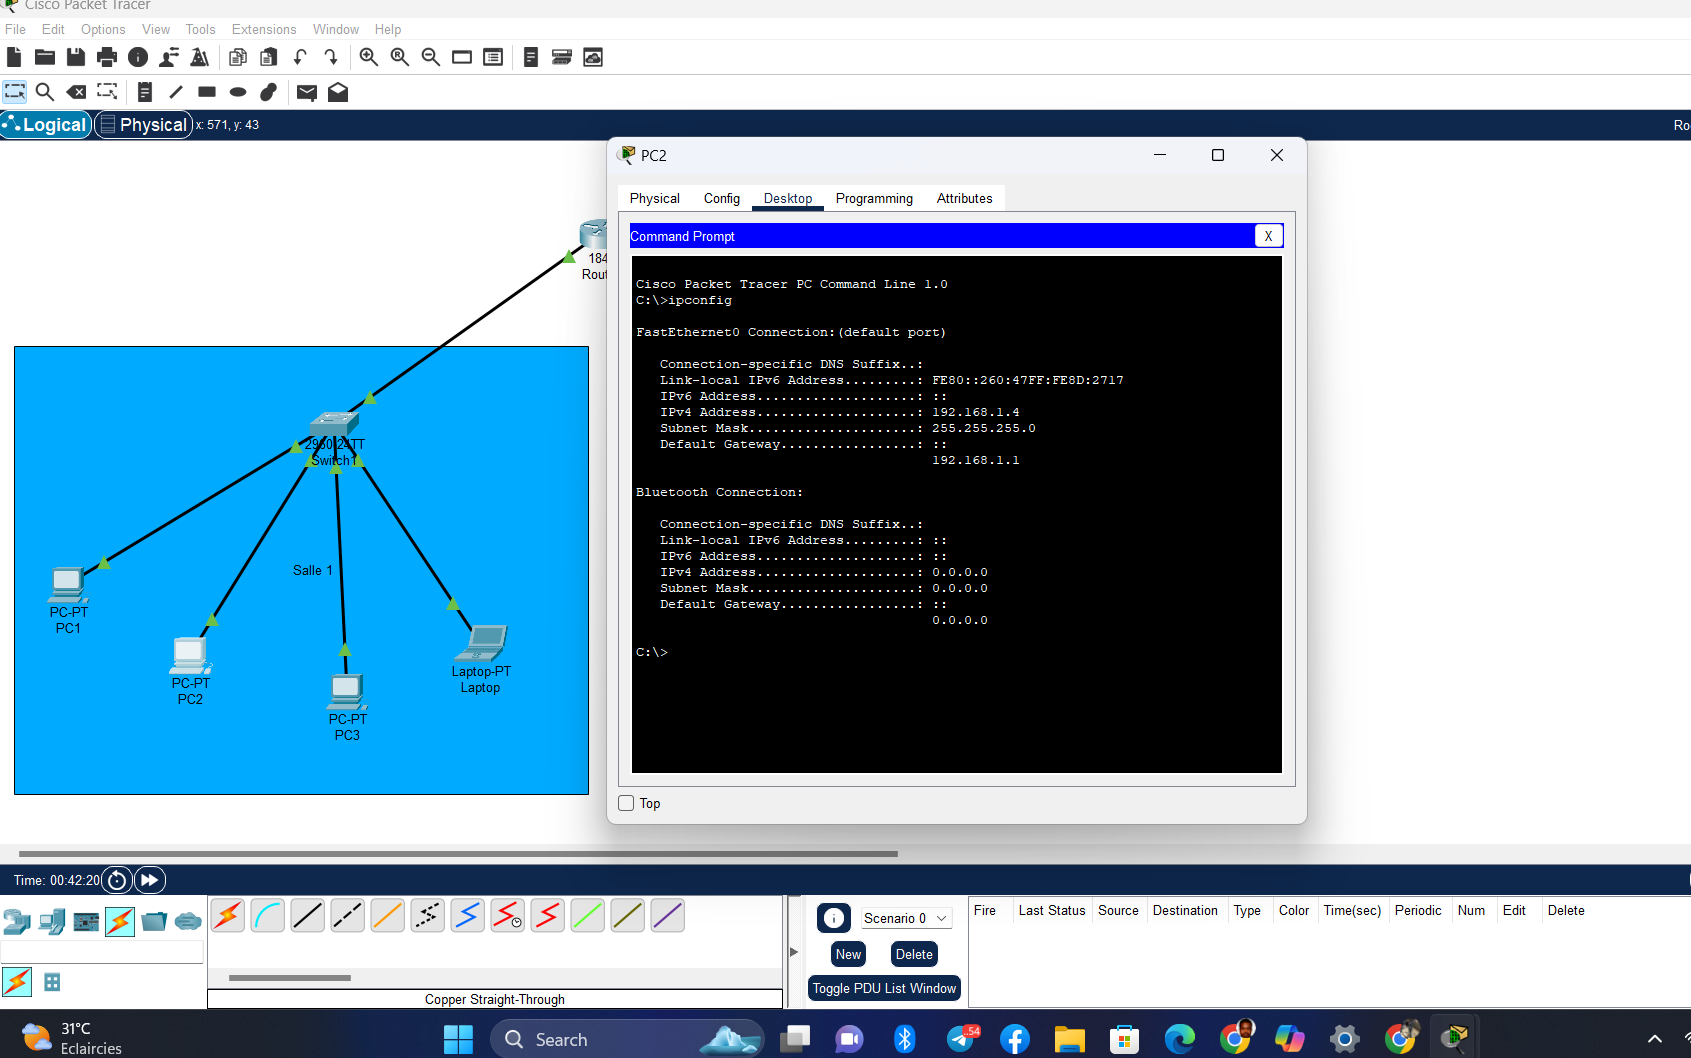 Cisco Packet Tracer
File Edit Options View Tools Extensions Window Help
Logical Physical x: 571, y: 43
PC2
Physical Config Desktop Programming Attributes
Command Prompt X
Cisco Packet Tracer PC Command Line 1.0
C:\>ipconfig
FastEthernet0 Connection:(default port)
Connection-specific DNS Suffix..:
Link-local IPv6 Address.........: FE80::260:47FF:FE8D:2717
IPv6 Address....................: ::
IPv4 Address....................: 192.168.1.4
Subnet Mask.....................: 255.255.255.0
Default Gateway.................: ::
192.168.1.1
Bluetooth Connection:
Connection-specific DNS Suffix..:
Link-local IPv6 Address.........: ::
IPv6 Address....................: ::
IPv4 Address....................: 0.0.0.0
Subnet Mask.....................: 0.0.0.0
Default Gateway.................: ::
0.0.0.0
C:\>
Top
184
Rout
2960-24TT
Switch1
Salle 1
PC-PT
PC1
PC-PT
PC2
PC-PT
PC3
Laptop-PT
Laptop
Ro
Time: 00:42:20
Scenario 0
New Delete
Toggle PDU List Window
Fire Last Status Source Destination Type Color Time(sec) Periodic Num Edit Delete
Copper Straight-Through
31°C
Eclaircies
Search
54